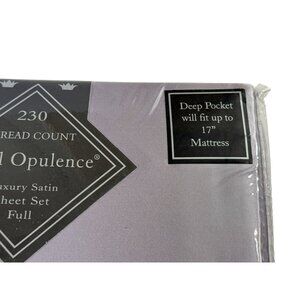 230
READ COUNT
l Opulence®
uxury Satin
heet Set
Full
Deep Pocket
will fit up to
17"
Mattress